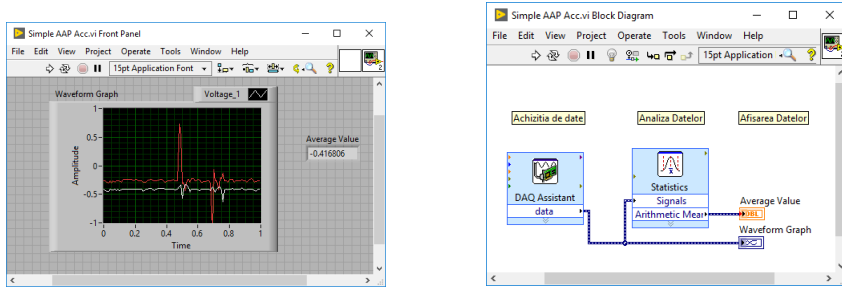 Simple AAP Acc.vi Front Panel
File Edit View Project Operate Tools Window Help
15pt Application Font
2
Waveform Graph
Voltage_1
1
0.5
0
-0.5
-1
Amplitude
0 0.2 0.4 0.6 0.8 1
Time
Average Value
-0.416806
Simple AAP Acc.vi Block Diagram
File Edit View Project Operate Tools Window Help
15pt Application
2
Achizitia de date
Analiza Datelor
Afisarea Datelor
DAQ Assistant
data
Statistics
Signals
Arithmetic Mear
Average Value
DBL
Waveform Graph